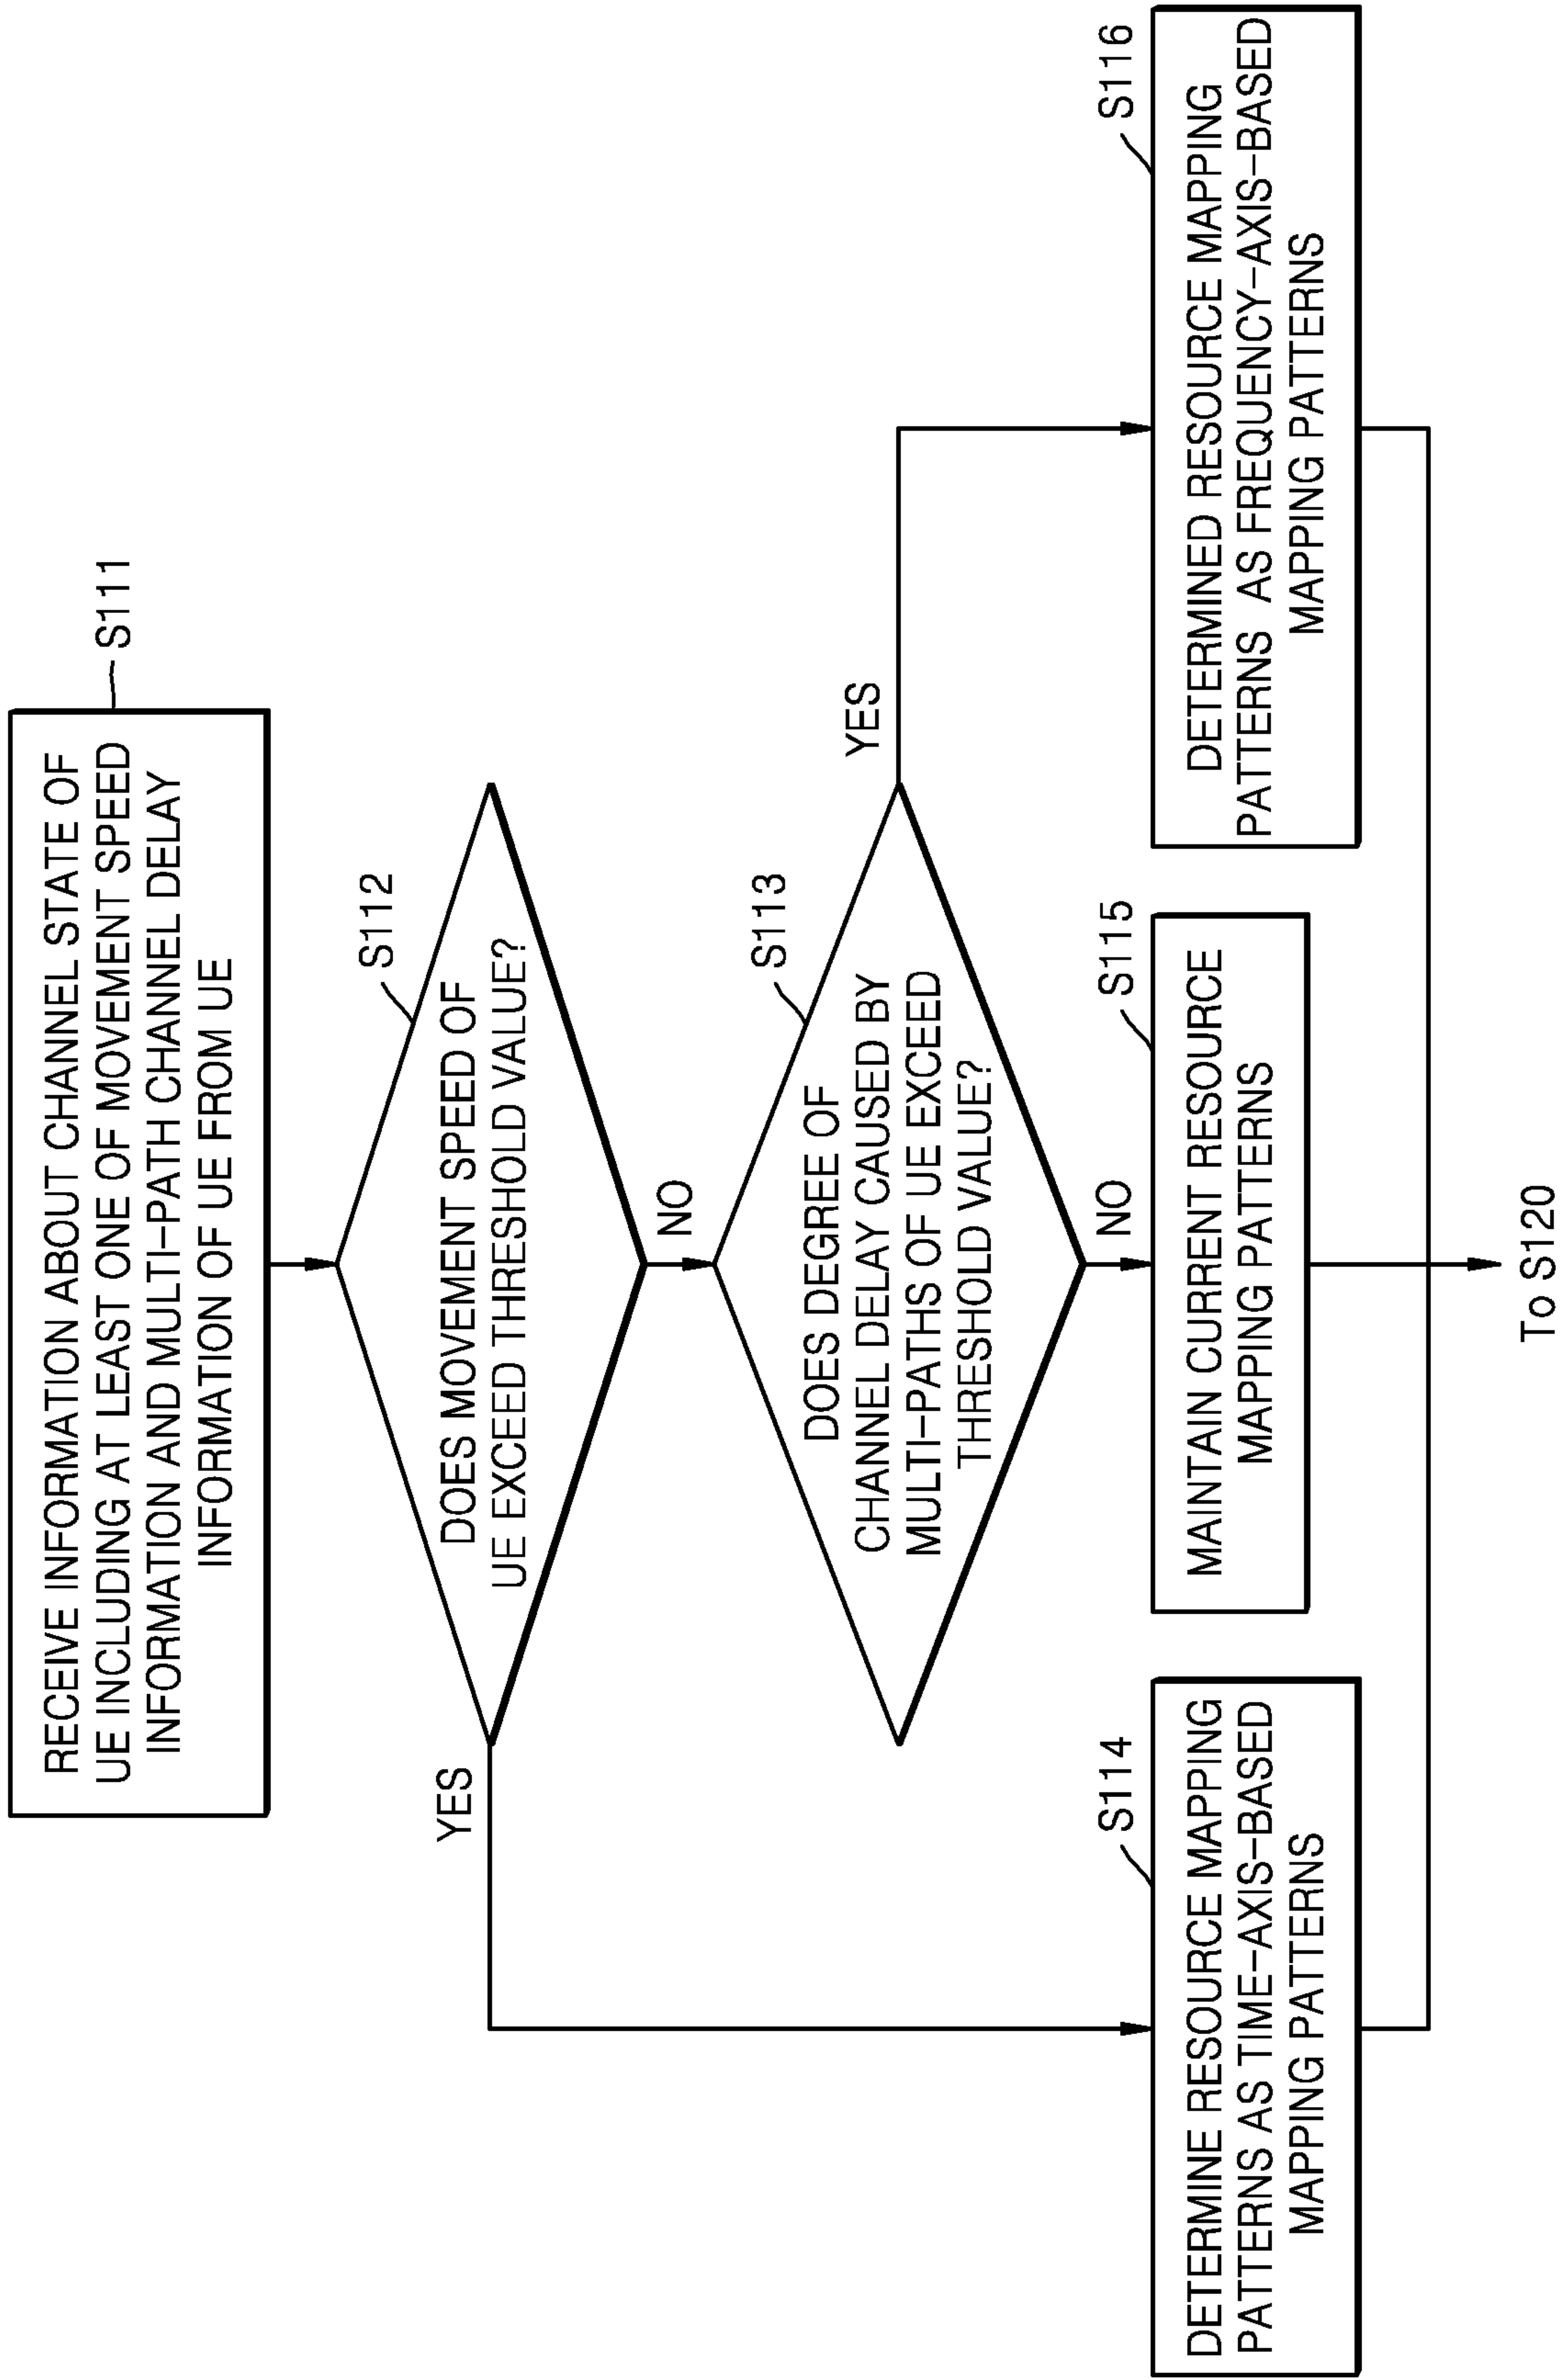 RECEIVE INFORMATION ABOUT CHANNEL STATE OF
UE INCLUDING AT LEAST ONE OF MOVEMENT SPEED
INFORMATION AND MULTI-PATH CHANNEL DELAY
INFORMATION OF UE FROM UE
S111
DOES MOVEMENT SPEED OF
UE EXCEED THRESHOLD VALUE?
S112
YES
NO
DOES DEGREE OF
CHANNEL DELAY CAUSED BY
MULTI-PATHS OF UE EXCEED
THRESHOLD VALUE?
S113
YES
NO
S114
DETERMINE RESOURCE MAPPING
PATTERNS AS TIME-AXIS-BASED
MAPPING PATTERNS
S115
MAINTAIN CURRENT RESOURCE
MAPPING PATTERNS
S116
DETERMINED RESOURCE MAPPING
PATTERNS AS FREQUENCY-AXIS-BASED
MAPPING PATTERNS
To S120